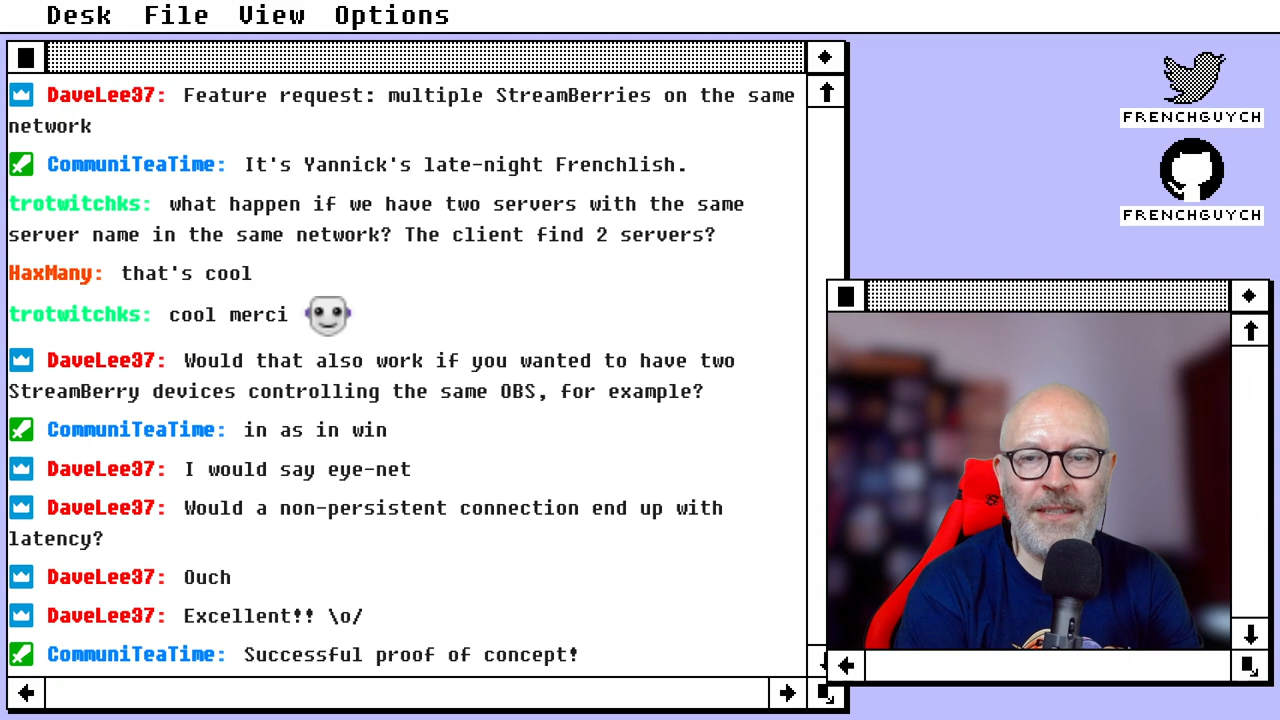 Desk File View Options
DaveLee37: Feature request: multiple StreamBerries on the same
network
CommuniTeaTime: It's Yannick's late-night Frenchlish.
trotwitchks: what happen if we have two servers with the same
server name in the same network? The client find 2 servers?
HaxMany: that's cool
trotwitchks: cool merci
DaveLee37: Would that also work if you wanted to have two
StreamBerry devices controlling the same OBS, for example?
CommuniTeaTime: in as in win
DaveLee37: I would say eye-net
DaveLee37: Would a non-persistent connection end up with
latency?
DaveLee37: Ouch
DaveLee37: Excellent!! \o/
CommuniTeaTime: Successful proof of concept!
FRENCHGUYCH
FRENCHGUYCH